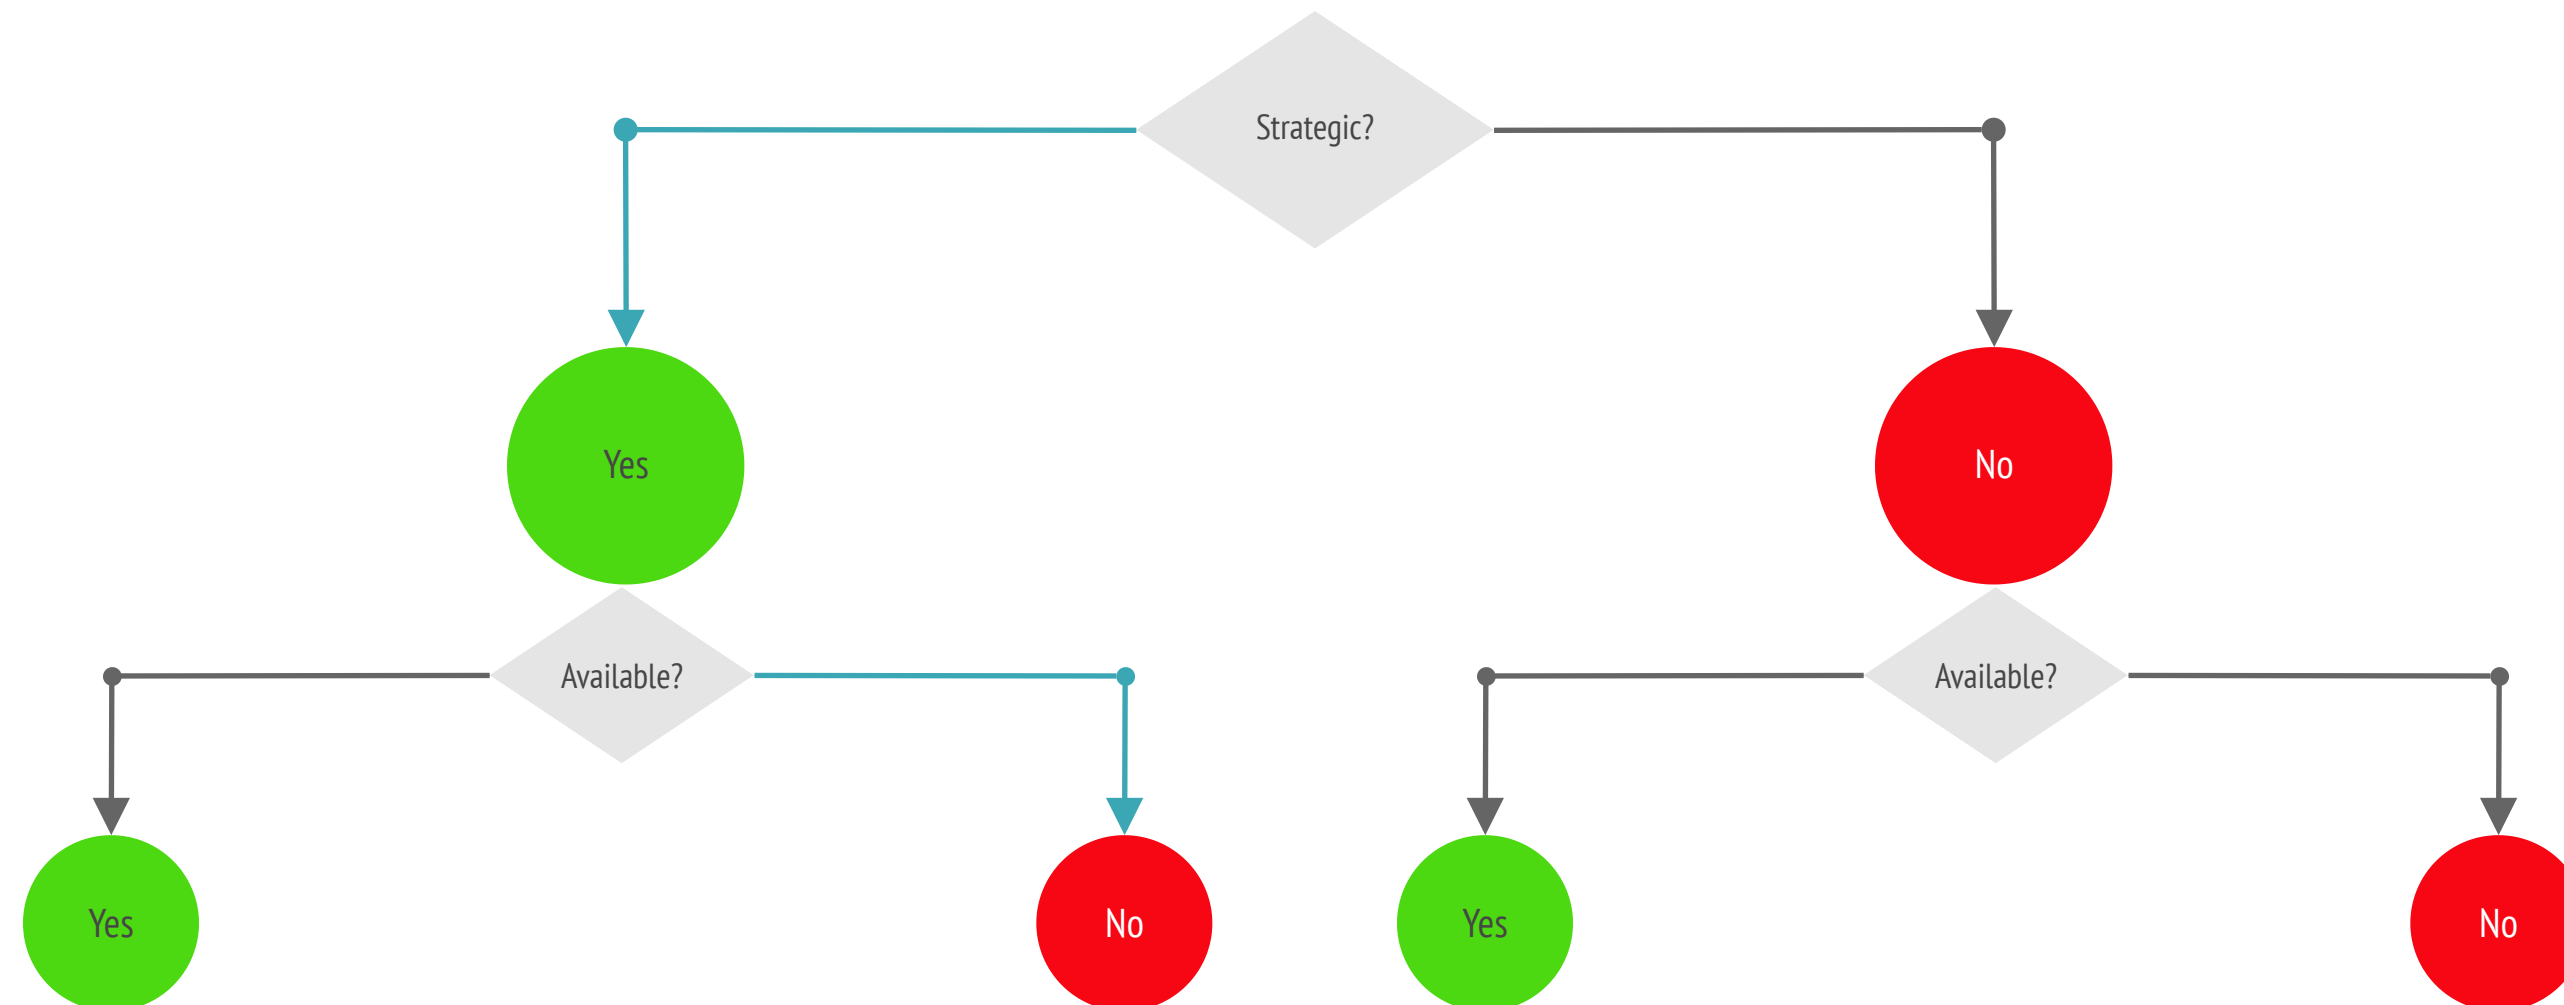 Strategic?
Yes
No
Available?
Available?
Yes
No
Yes
No